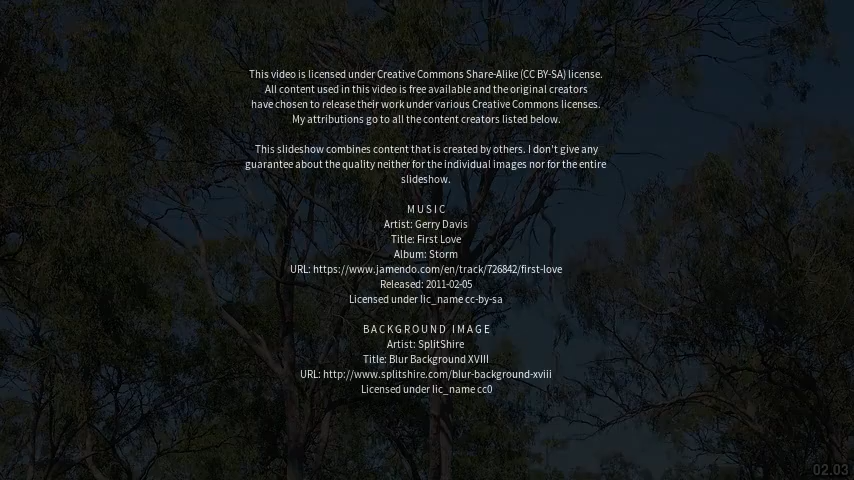 This video is licensed under Creative Commons Share-Alike (CC BY-SA) license.
All content used in this video is free available and the original creators
have chosen to release their work under various Creative Commons licenses.
My attributions go to all the content creators listed below.
This slideshow combines content that is created by others. I don't give any
guarantee about the quality neither for the individual images nor for the entire
slideshow.
MUSIC
Artist: Gerry Davis
Title: First Love
Album: Storm
URL: https://www.jamendo.com/en/track/726842/first-love
Released: 2011-02-05
Licensed under lic_name cc-by-sa
BACKGROUND IMAGE
Artist: SplitShire
Title: Blur Background XVIII
URL: http://www.splitshire.com/blur-background-xviii
Licensed under lic_name cc0
02.03